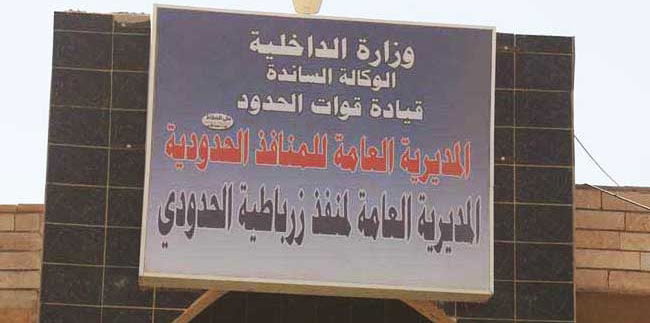 وزارة الداخلية
الوكالة الساندة
قيادة قوات الحدود
المديرية العامة للمنافذ الحدودية
المديرية العامة لمنفذ زرباطية الحدودي